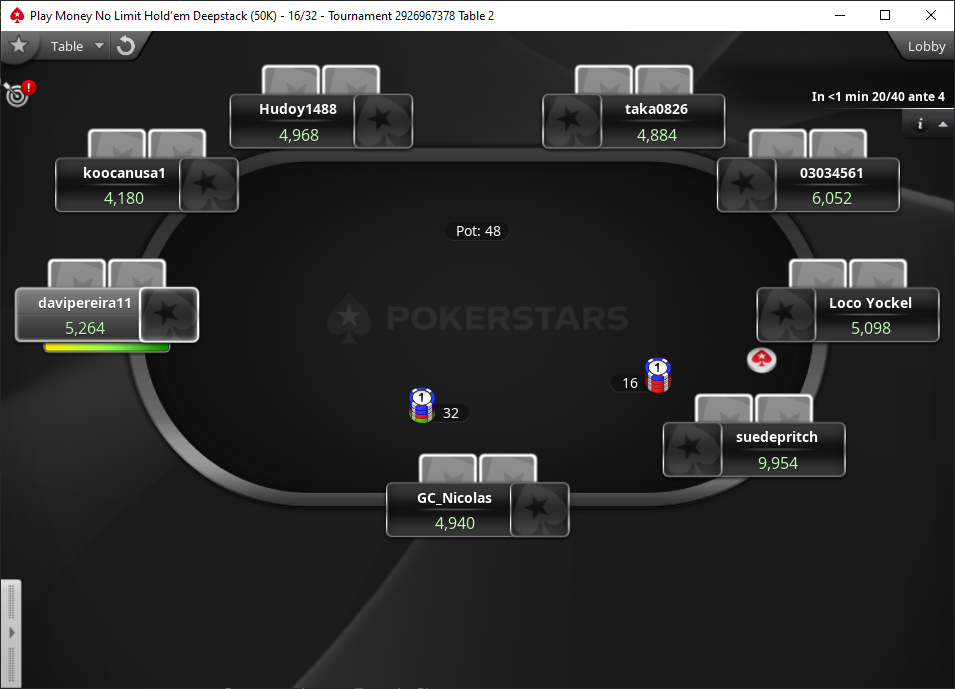 Play Money No Limit Hold'em Deepstack (50K) - 16/32 - Tournament 2926967378 Table 2
Table
Lobby
In <1 min 20/40 ante 4
i
Hudoy1488
4,968
taka0826
4,884
koocanusa1
4,180
03034561
6,052
Pot: 48
davipereira11
5,264
Loco Yockel
5,098
POKERSTARS
16
1
1
32
suedepritch
9,954
GC_Nicolas
4,940